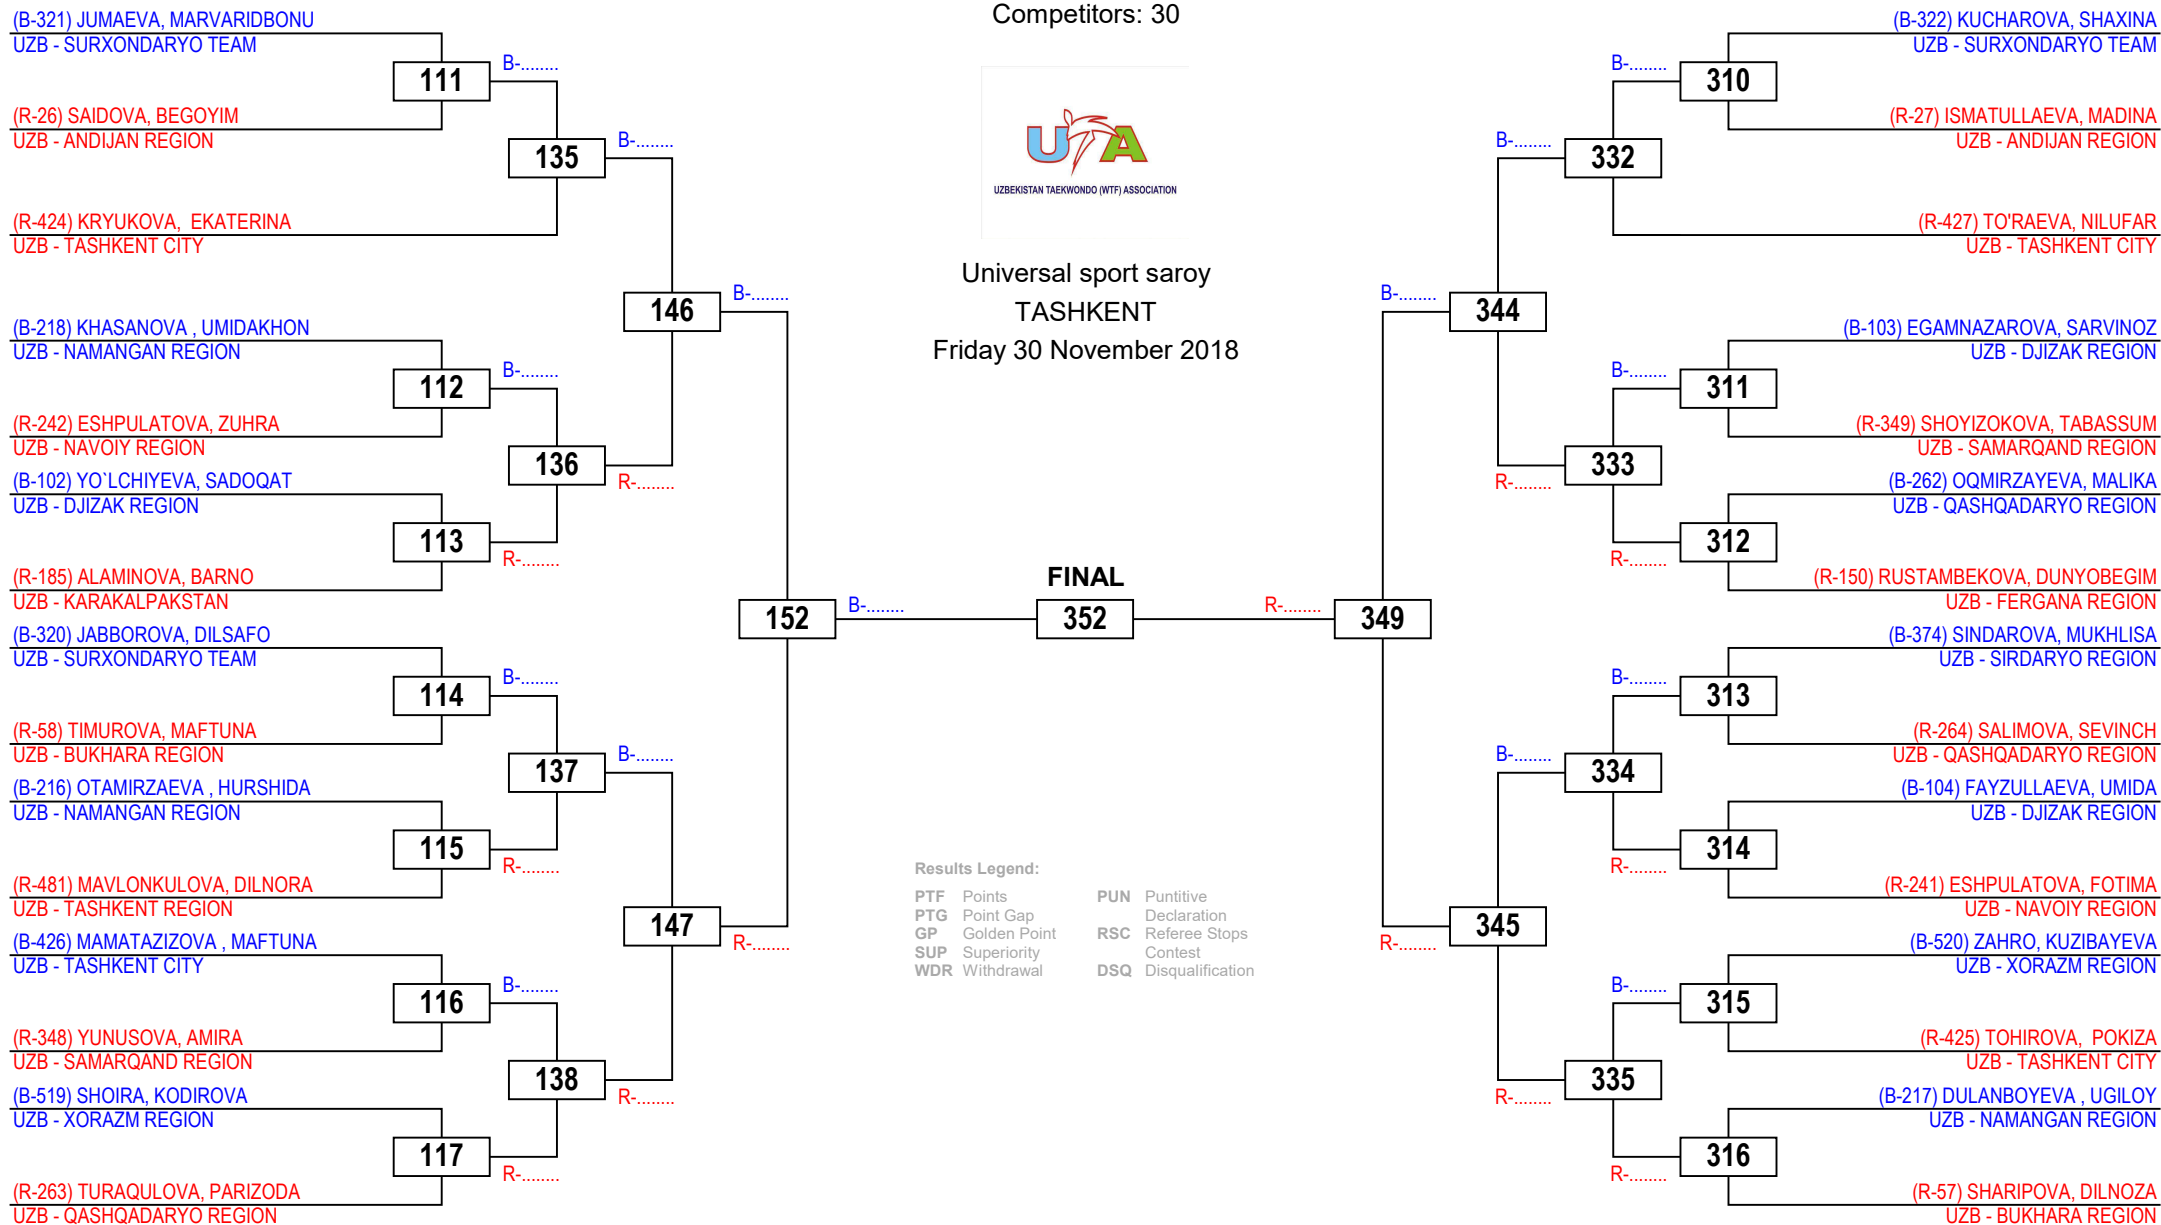 Competitors: 30
UTA
UZBEKISTAN TAEKWONDO (WTF) ASSOCIATION
Universal sport saroy
TASHKENT
Friday 30 November 2018
(B-321) JUMAEVA, MARVARIDBONU
UZB - SURXONDARYO TEAM
111
B-........
(R-26) SAIDOVA, BEGOYIM
UZB - ANDIJAN REGION
135
B-........
(R-424) KRYUKOVA,  EKATERINA
UZB - TASHKENT CITY
146
B-........
(B-218) KHASANOVA , UMIDAKHON
UZB - NAMANGAN REGION
112
B-........
(R-242) ESHPULATOVA, ZUHRA
UZB - NAVOIY REGION
136
R-........
(B-102) YO`LCHIYEVA, SADOQAT
UZB - DJIZAK REGION
113
R-........
(R-185) ALAMINOVA, BARNO
UZB - KARAKALPAKSTAN
152
B-........
(B-320) JABBOROVA, DILSAFO
UZB - SURXONDARYO TEAM
114
B-........
(R-58) TIMUROVA, MAFTUNA
UZB - BUKHARA REGION
137
B-........
(B-216) OTAMIRZAEVA , HURSHIDA
UZB - NAMANGAN REGION
115
R-........
(R-481) MAVLONKULOVA, DILNORA
UZB - TASHKENT REGION
147
R-........
(B-426) MAMATAZIZOVA , MAFTUNA
UZB - TASHKENT CITY
116
B-........
(R-348) YUNUSOVA, AMIRA
UZB - SAMARQAND REGION
138
R-........
(B-519) SHOIRA, KODIROVA
UZB - XORAZM REGION
117
R-........
(R-263) TURAQULOVA, PARIZODA
UZB - QASHQADARYO REGION
FINAL
352
(B-322) KUCHAROVA, SHAXINA
UZB - SURXONDARYO TEAM
B-........
310
(R-27) ISMATULLAEVA, MADINA
UZB - ANDIJAN REGION
B-........
332
(R-427) TO'RAEVA, NILUFAR
UZB - TASHKENT CITY
B-........
344
(B-103) EGAMNAZAROVA, SARVINOZ
UZB - DJIZAK REGION
B-........
311
(R-349) SHOYIZOKOVA, TABASSUM
UZB - SAMARQAND REGION
333
R-........
(B-262) OQMIRZAYEVA, MALIKA
UZB - QASHQADARYO REGION
312
R-........
(R-150) RUSTAMBEKOVA, DUNYOBEGIM
UZB - FERGANA REGION
R-........
349
(B-374) SINDAROVA, MUKHLISA
UZB - SIRDARYO REGION
B-........
313
(R-264) SALIMOVA, SEVINCH
UZB - QASHQADARYO REGION
B-........
334
(B-104) FAYZULLAEVA, UMIDA
UZB - DJIZAK REGION
314
R-........
(R-241) ESHPULATOVA, FOTIMA
UZB - NAVOIY REGION
345
R-........
(B-520) ZAHRO, KUZIBAYEVA
UZB - XORAZM REGION
B-........
315
(R-425) TOHIROVA,  POKIZA
UZB - TASHKENT CITY
335
R-........
(B-217) DULANBOYEVA , UGILOY
UZB - NAMANGAN REGION
316
R-........
(R-57) SHARIPOVA, DILNOZA
UZB - BUKHARA REGION
Results Legend:
PTF Points
PTG Point Gap
GP Golden Point
SUP Superiority
WDR Withdrawal
PUN Puntitive
Declaration
RSC Referee Stops
Contest
DSQ Disqualification